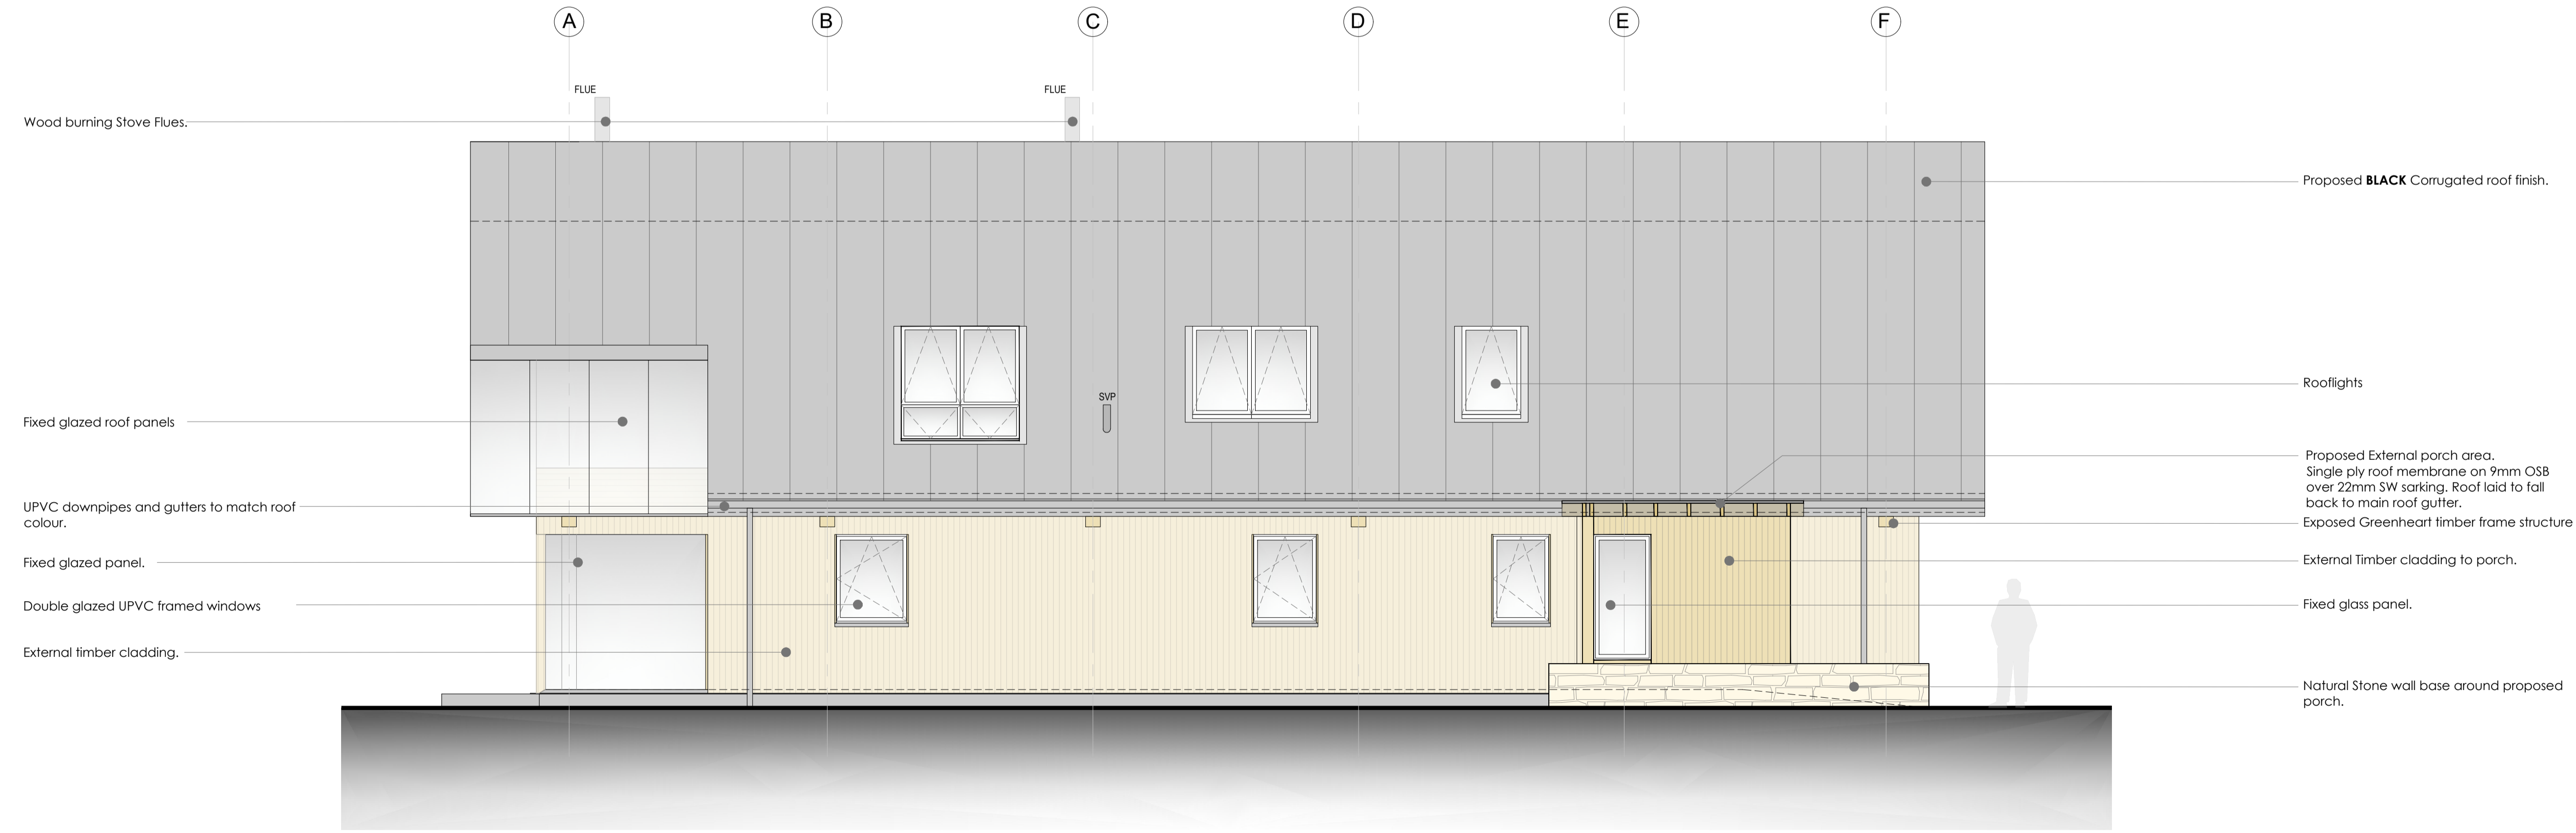 A
B
C
D
E
F
FLUE
FLUE
Wood burning Stove Flues.
Proposed BLACK Corrugated roof finish.
Rooflights
SVP
Fixed glazed roof panels
Proposed External porch area.
Single ply roof membrane on 9mm OSB
over 22mm SW sarking. Roof laid to fall
back to main roof gutter.
UPVC downpipes and gutters to match roof
colour.
Exposed Greenheart timber frame structure
Fixed glazed panel.
External Timber cladding to porch.
Double glazed UPVC framed windows
Fixed glass panel.
External timber cladding.
Natural Stone wall base around proposed
porch.